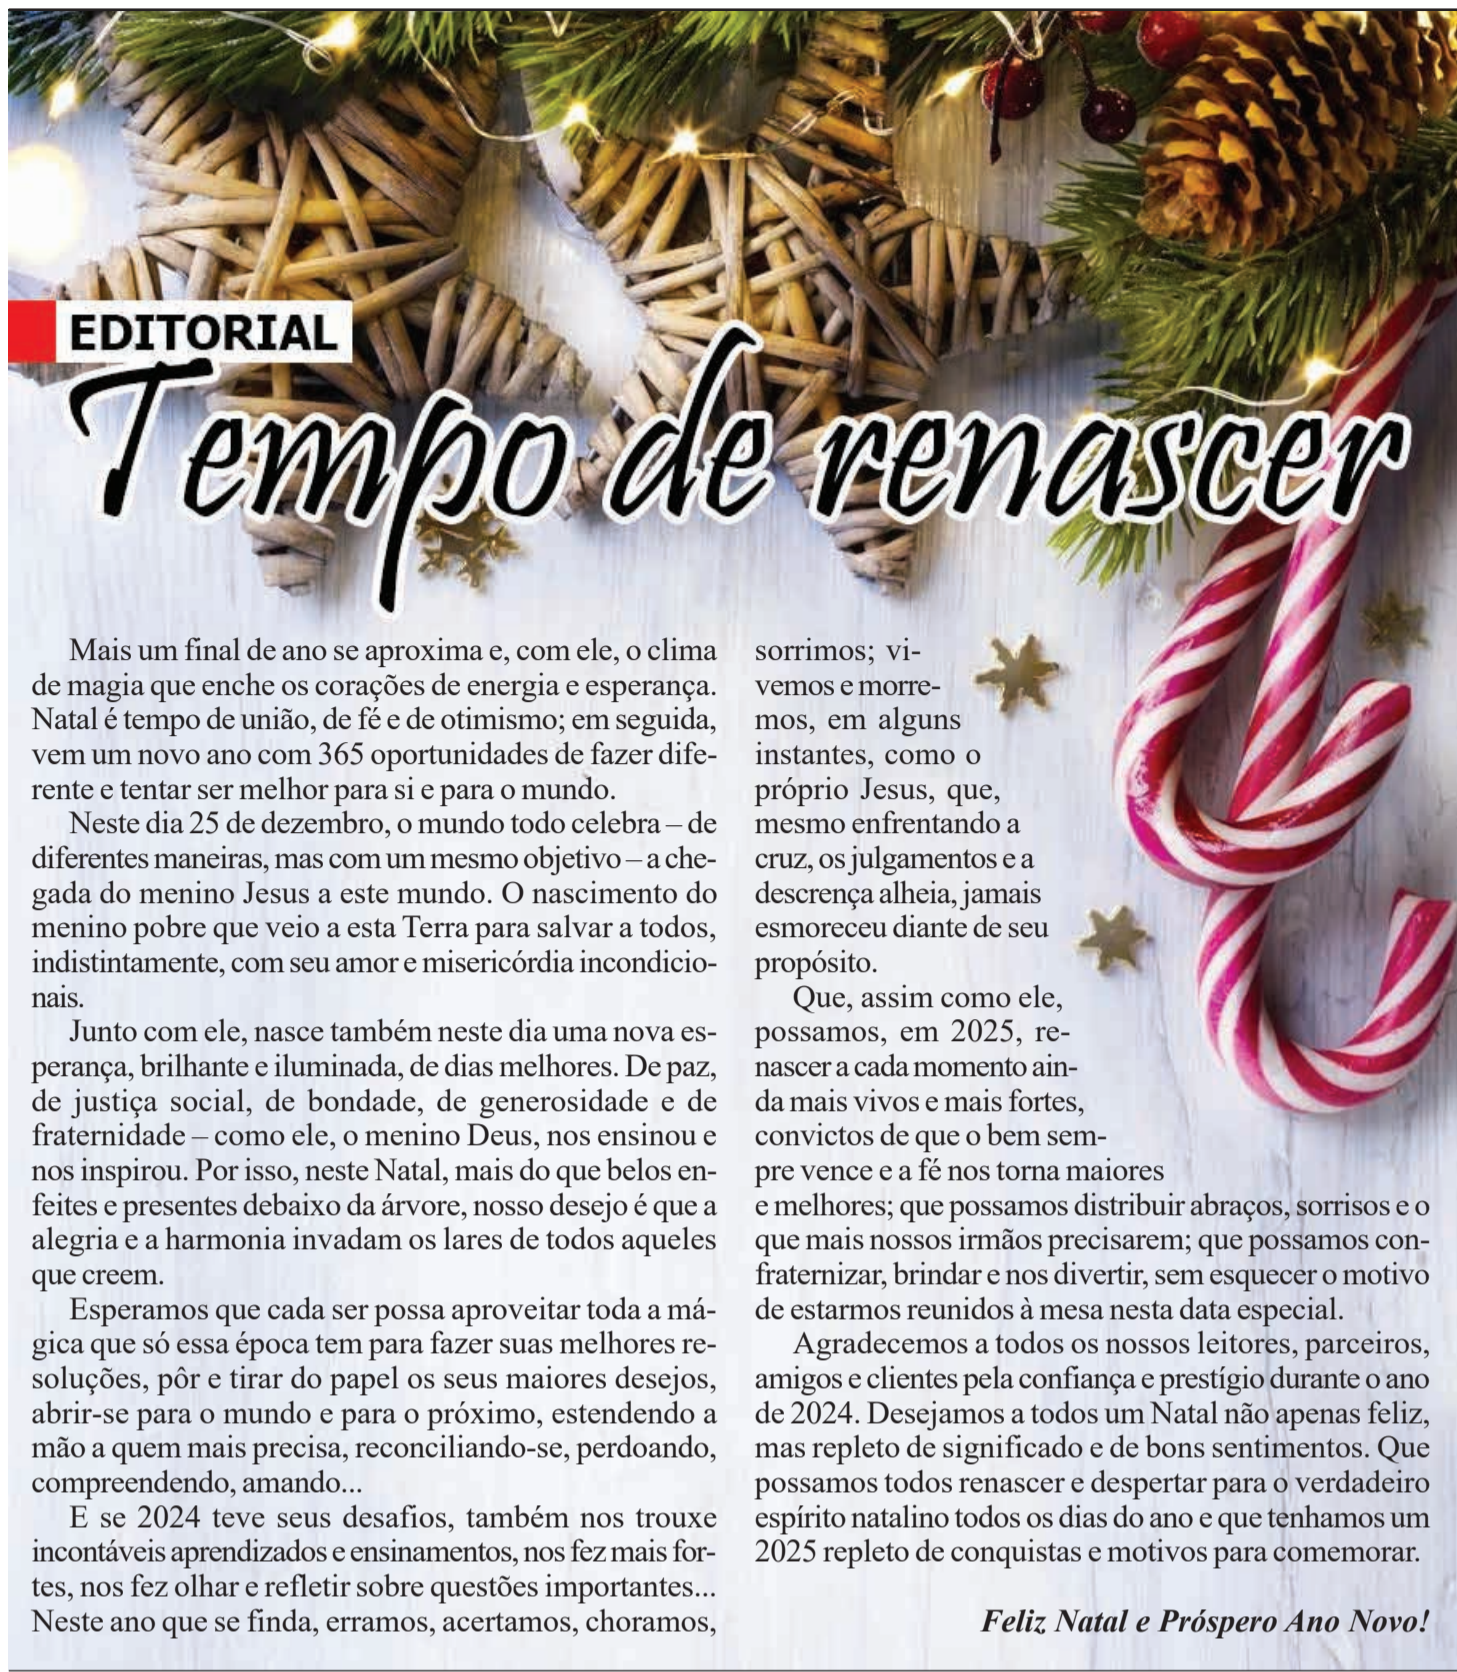 EDITORIAL
Tempo de renascer
Mais um final de ano se aproxima e, com ele, o clima
de magia que enche os corações de energia e esperança.
Natal é tempo de união, de fé e de otimismo; em seguida,
vem um novo ano com 365 oportunidades de fazer dife-
rente e tentar ser melhor para si e para o mundo.
Neste dia 25 de dezembro, o mundo todo celebra – de
diferentes maneiras, mas com um mesmo objetivo – a che-
gada do menino Jesus a este mundo. O nascimento do
menino pobre que veio a esta Terra para salvar a todos,
indistintamente, com seu amor e misericórdia incondicio-
nais.
Junto com ele, nasce também neste dia uma nova es-
perança, brilhante e iluminada, de dias melhores. De paz,
de justiça social, de bondade, de generosidade e de
fraternidade – como ele, o menino Deus, nos ensinou e
nos inspirou. Por isso, neste Natal, mais do que belos en-
feites e presentes debaixo da árvore, nosso desejo é que a
alegria e a harmonia invadam os lares de todos aqueles
que creem.
Esperamos que cada ser possa aproveitar toda a má-
gica que só essa época tem para fazer suas melhores re-
soluções, pôr e tirar do papel os seus maiores desejos,
abrir-se para o mundo e para o próximo, estendendo a
mão a quem mais precisa, reconciliando-se, perdoando,
compreendendo, amando...
E se 2024 teve seus desafios, também nos trouxe
incontáveis aprendizados e ensinamentos, nos fez mais for-
tes, nos fez olhar e refletir sobre questões importantes...
Neste ano que se finda, erramos, acertamos, choramos,
sorrimos; vi-
vemos e morre-
mos, em alguns
instantes, como o
próprio Jesus, que,
mesmo enfrentando a
cruz, os julgamentos e a
descrença alheia, jamais
esmoreceu diante de seu
propósito.
Que, assim como ele,
possamos, em 2025, re-
nascer a cada momento ain-
da mais vivos e mais fortes,
convictos de que o bem sem-
pre vence e a fé nos torna maiores
e melhores; que possamos distribuir abraços, sorrisos e o
que mais nossos irmãos precisarem; que possamos con-
fraternizar, brindar e nos divertir, sem esquecer o motivo
de estarmos reunidos à mesa nesta data especial.
Agradecemos a todos os nossos leitores, parceiros,
amigos e clientes pela confiança e prestígio durante o ano
de 2024. Desejamos a todos um Natal não apenas feliz,
mas repleto de significado e de bons sentimentos. Que
possamos todos renascer e despertar para o verdadeiro
espírito natalino todos os dias do ano e que tenhamos um
2025 repleto de conquistas e motivos para comemorar.
Feliz Natal e Próspero Ano Novo!